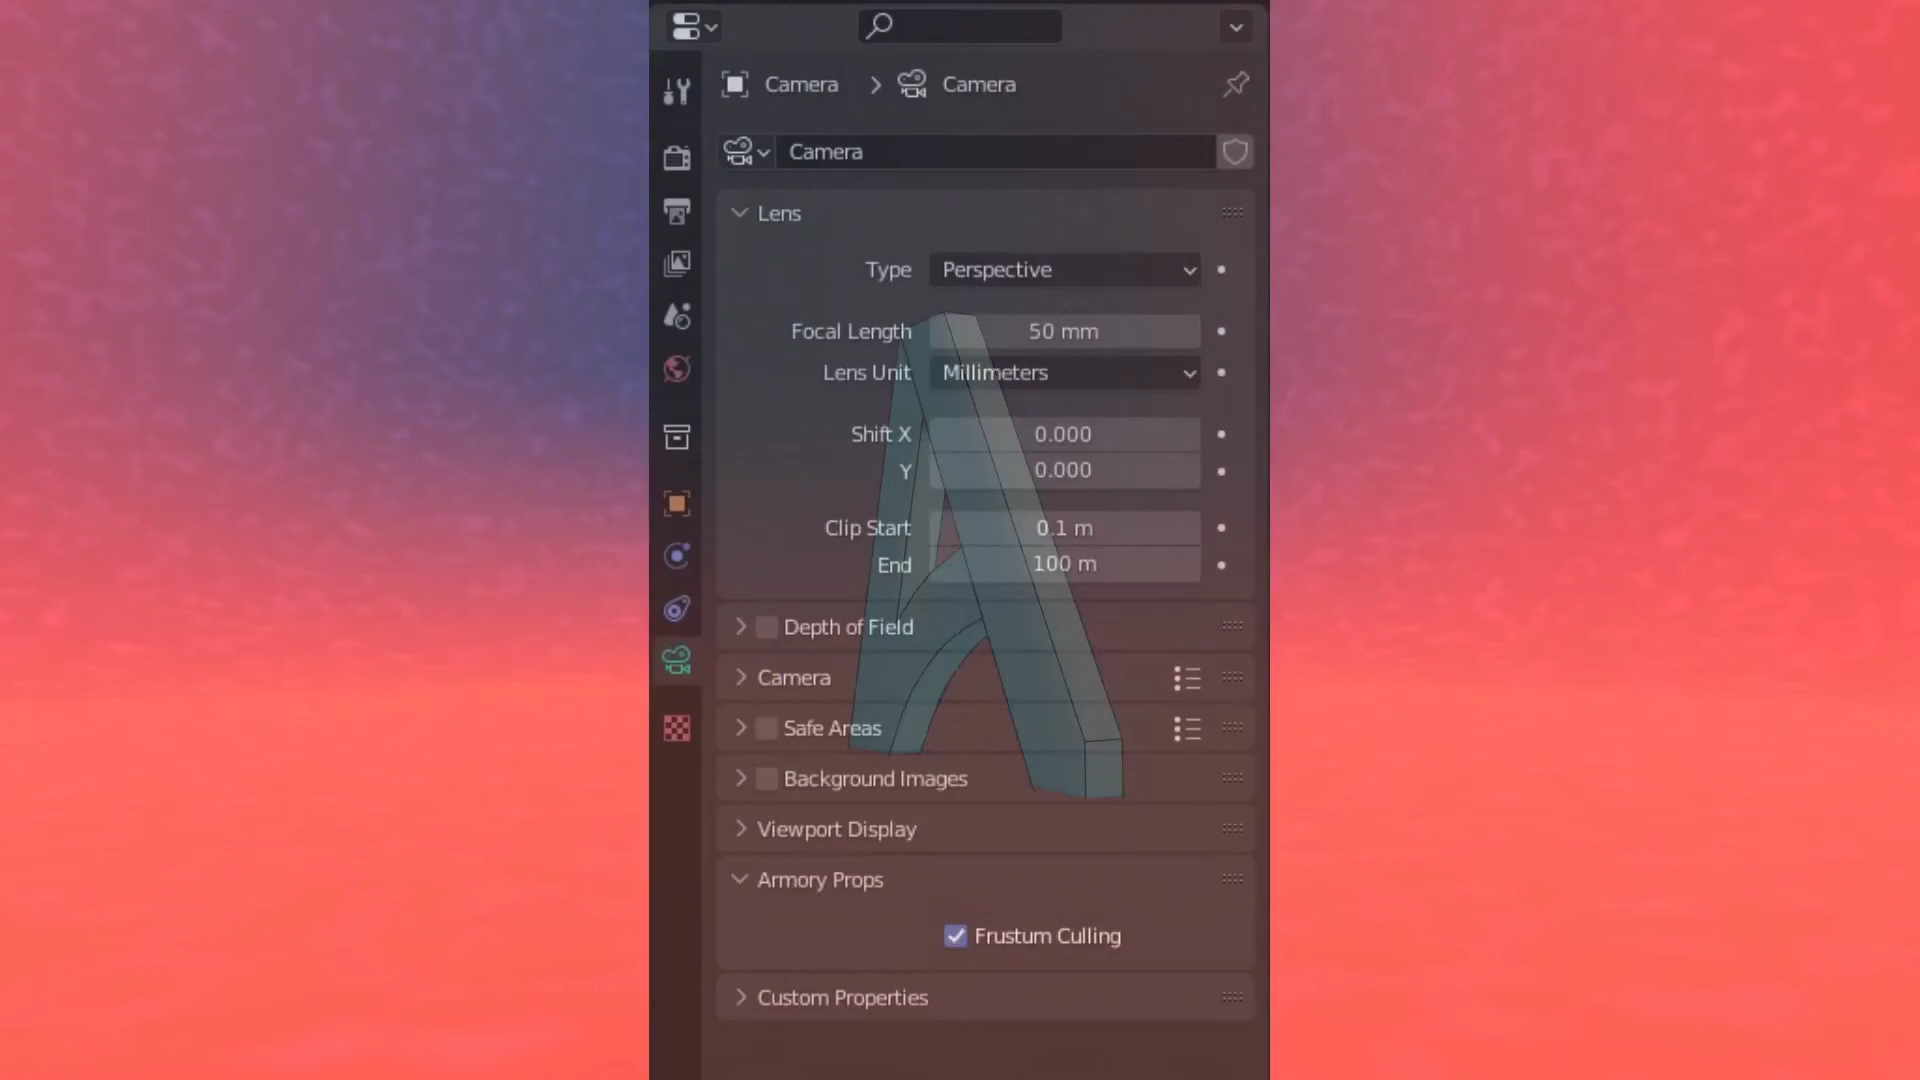 Camera > Camera
Camera
Lens
Type Perspective
Focal Length 50 mm
Lens Unit Millimeters
Shift X 0.000
Y 0.000
Clip Start 0.1 m
End 100 m
Depth of Field
Camera
Safe Areas
Background Images
Viewport Display
Armory Props
Frustum Culling
Custom Properties